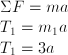 ΣF = ma
T₁ = m₁a
T₁ = 3a